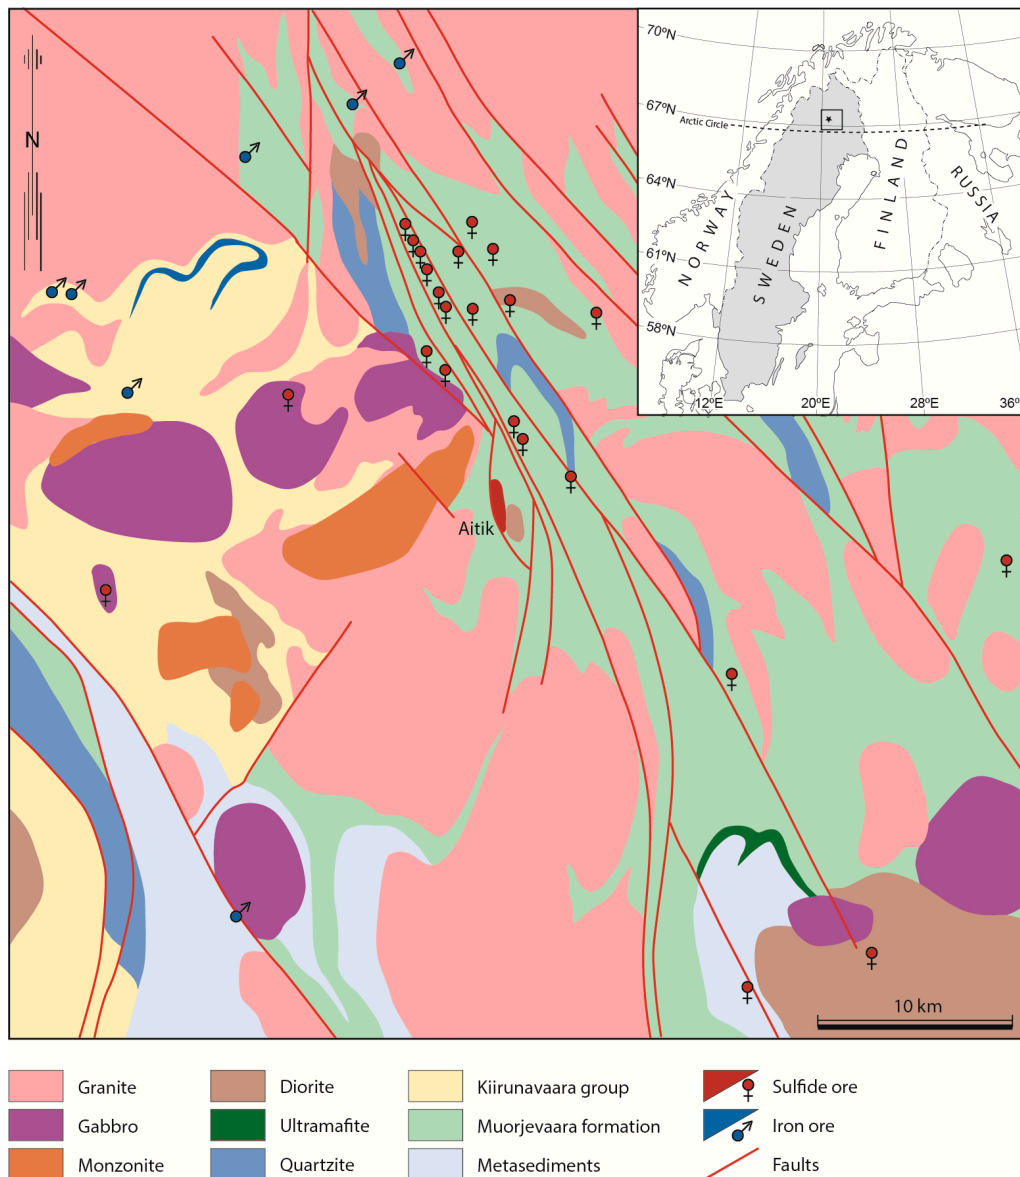 N
70ºN
67ºN
Arctic Circle
64ºN
61ºN
58ºN
NORWAY
SWEDEN
FINLAND
RUSSIA
12ºE
20ºE
28ºE
36º
Aitik
10 km
Granite
Diorite
Kiirunavaara group
Sulfide ore
Gabbro
Ultramafite
Muorjevaara formation
Iron ore
Monzonite
Quartzite
Metasediments
Faults